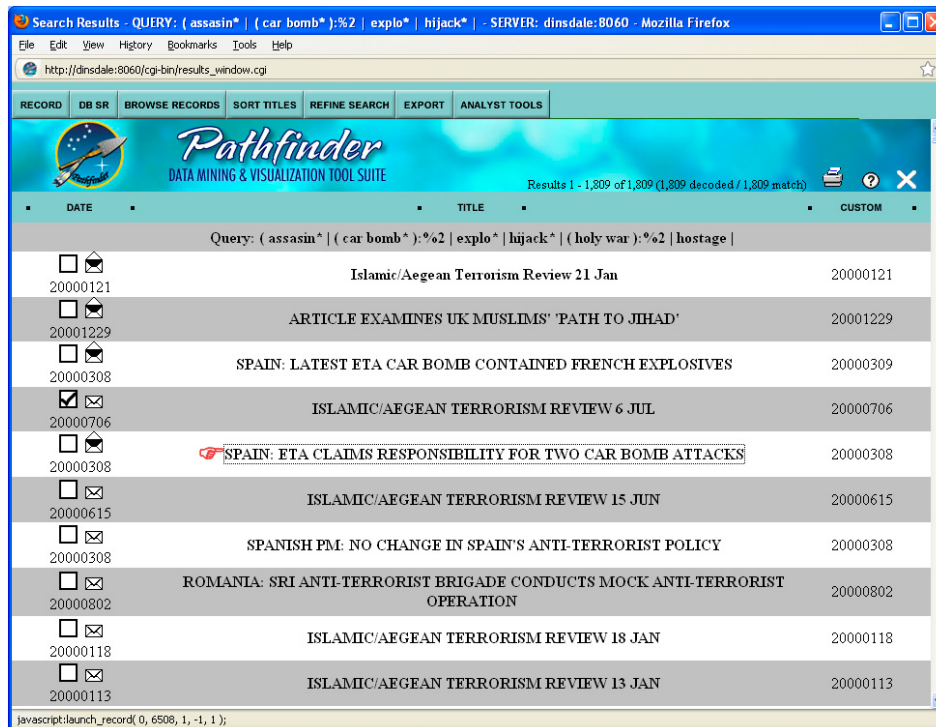 Search Results - QUERY: ( assasin* | ( car bomb* ):%2 | explo* | hijack* | - SERVER: dinsdale:8060 - Mozilla Firefox
File Edit View History Bookmarks Tools Help
http://dinsdale:8060/cgi-bin/results_window.cgi
RECORD DB SR BROWSE RECORDS SORT TITLES REFINE SEARCH EXPORT ANALYST TOOLS
Pathfinder
Pathfinder
DATA MINING & VISUALIZATION TOOL SUITE
Results 1 - 1,809 of 1,809 (1,809 decoded / 1,809 match)
DATE TITLE CUSTOM
Query: ( assasin* | ( car bomb* ):%2 | explo* | hijack* | ( holy war ):%2 | hostage |
20000121 Islamic/Aegean Terrorism Review 21 Jan 20000121
20001229 ARTICLE EXAMINES UK MUSLIMS' 'PATH TO JIHAD' 20001229
20000308 SPAIN: LATEST ETA CAR BOMB CONTAINED FRENCH EXPLOSIVES 20000309
20000706 ISLAMIC/AEGEAN TERRORISM REVIEW 6 JUL 20000706
20000308 SPAIN: ETA CLAIMS RESPONSIBILITY FOR TWO CAR BOMB ATTACKS 20000308
20000615 ISLAMIC/AEGEAN TERRORISM REVIEW 15 JUN 20000615
20000308 SPANISH PM: NO CHANGE IN SPAIN'S ANTI-TERRORIST POLICY 20000308
20000802 ROMANIA: SRI ANTI-TERRORIST BRIGADE CONDUCTS MOCK ANTI-TERRORIST
OPERATION 20000802
20000118 ISLAMIC/AEGEAN TERRORISM REVIEW 18 JAN 20000118
20000113 ISLAMIC/AEGEAN TERRORISM REVIEW 13 JAN 20000113
javascript:launch_record( 0, 6508, 1, -1, 1 );